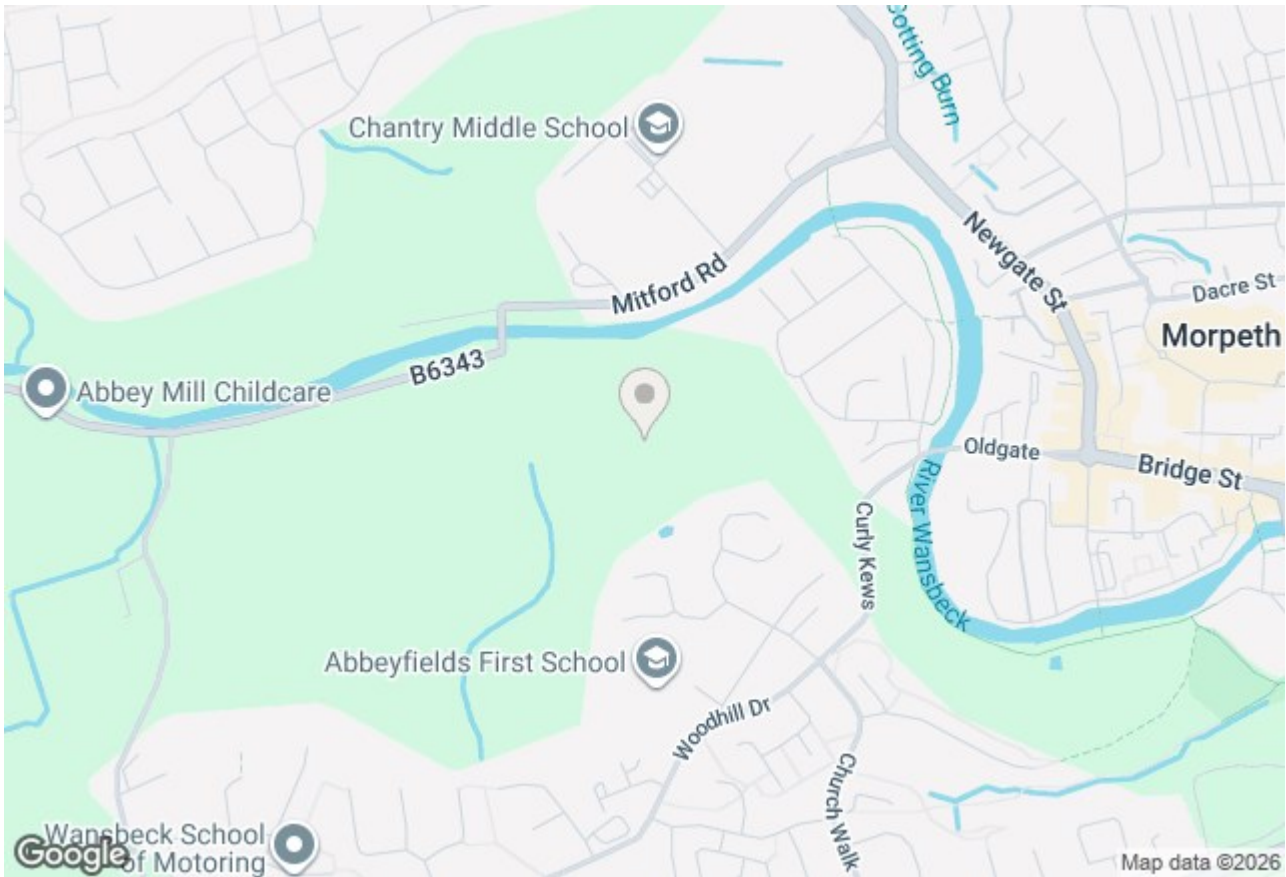 Cotting Burn
Chantry Middle School
Newgate St
Mitford Rd
Dacre St
Morpeth
B6343
Abbey Mill Childcare
Oldgate
Bridge St
River Wansbeck
Curly Kews
Abbeyfields First School
Woodhill Dr
Church Walk
Wansbeck School
of Motoring
Google
Map data ©2026